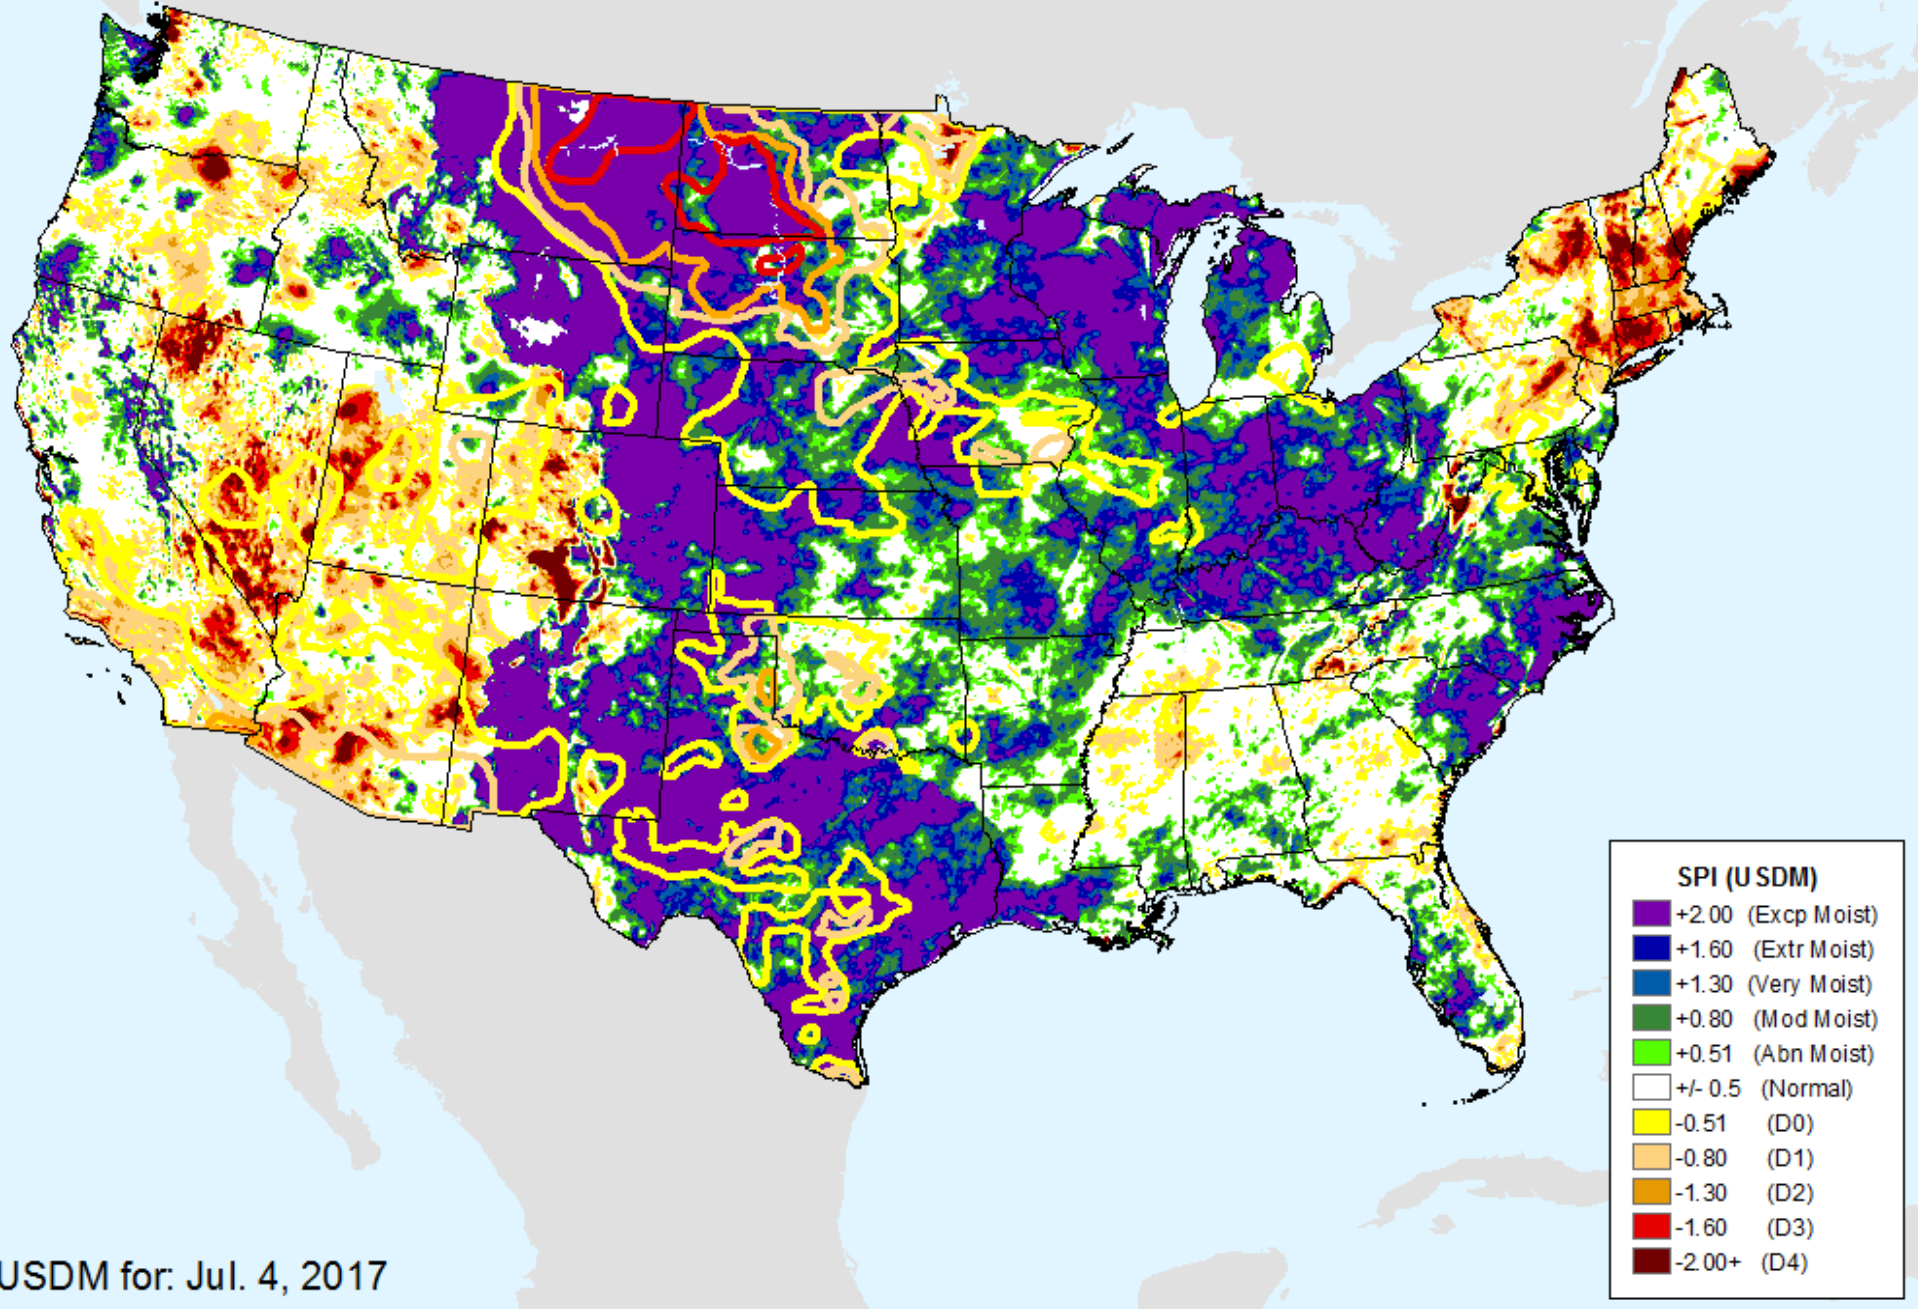 SPI (USDM)
+2.00 (Excp Moist)
+1.60 (Extr Moist)
+1.30 (Very Moist)
+0.80 (Mod Moist)
+0.51 (Abn Moist)
+/- 0.5 (Normal)
-0.51 (D0)
-0.80 (D1)
-1.30 (D2)
-1.60 (D3)
-2.00+ (D4)
USDM for: Jul. 4, 2017